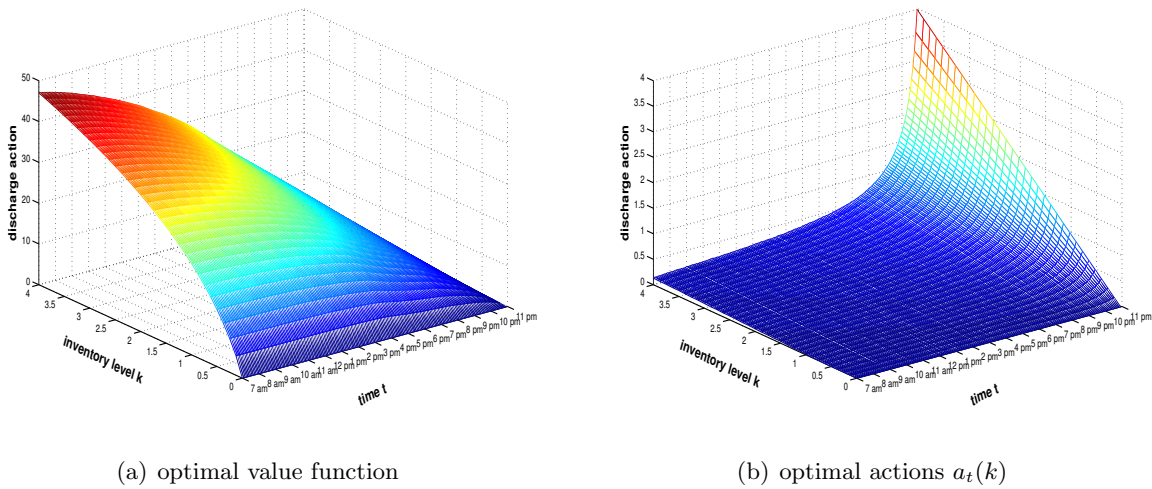 50
40
30
20
10
0
discharge action
4
3.5
3
2.5
2
1.5
1
0.5
0
inventory level k
7 am
8 am
9 am
10 am
11 am
12 pm
1 pm
2 pm
3 pm
4 pm
5 pm
6 pm
7 pm
8 pm
9 pm
10 pm
11 pm
time t
(a) optimal value function
4
3.5
3
2.5
2
1.5
1
0.5
0
discharge action
4
3.5
3
2.5
2
1.5
1
0.5
0
inventory level k
7 am
8 am
9 am
10 am
11 am
12 pm
1 pm
2 pm
3 pm
4 pm
5 pm
6 pm
7 pm
8 pm
9 pm
10 pm
11 pm
time t
(b) optimal actions a_t(k)